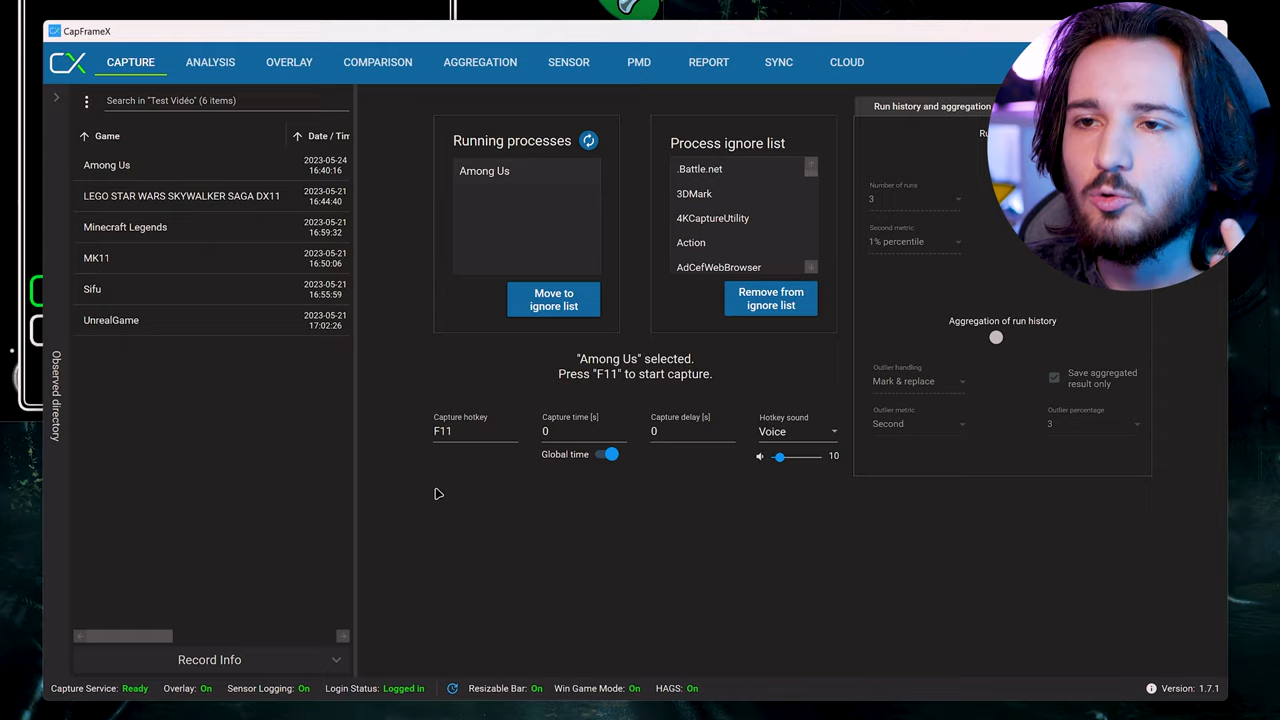 CapFrameX
CX
CAPTURE
ANALYSIS
OVERLAY
COMPARISON
AGGREGATION
SENSOR
PMD
REPORT
SYNC
CLOUD
Search in "Test Vidéo" (6 items)
Game
Date / Tim
Among Us
2023-05-24
16:40:16
LEGO STAR WARS SKYWALKER SAGA DX11
2023-05-21
16:44:40
Minecraft Legends
2023-05-21
16:59:32
MK11
2023-05-21
16:50:06
Sifu
2023-05-21
16:55:59
UnrealGame
2023-05-21
17:02:26
Observed directory
Record Info
Running processes
Among Us
Move to
ignore list
Process ignore list
.Battle.net
3DMark
4KCaptureUtility
Action
AdCefWebBrowser
Remove from
ignore list
"Among Us" selected.
Press "F11" to start capture.
Capture hotkey
F11
Capture time [s]
0
Global time
Capture delay [s]
0
Hotkey sound
Voice
10
Run history and aggregation
Number of runs
3
Second metric
1% percentile
Aggregation of run history
Outlier handling
Mark & replace
Save aggregated
result only
Outlier metric
Second
Outlier percentage
3
Capture Service: Ready
Overlay: On
Sensor Logging: On
Login Status: Logged In
Resizable Bar: On
Win Game Mode: On
HAGS: On
Version: 1.7.1